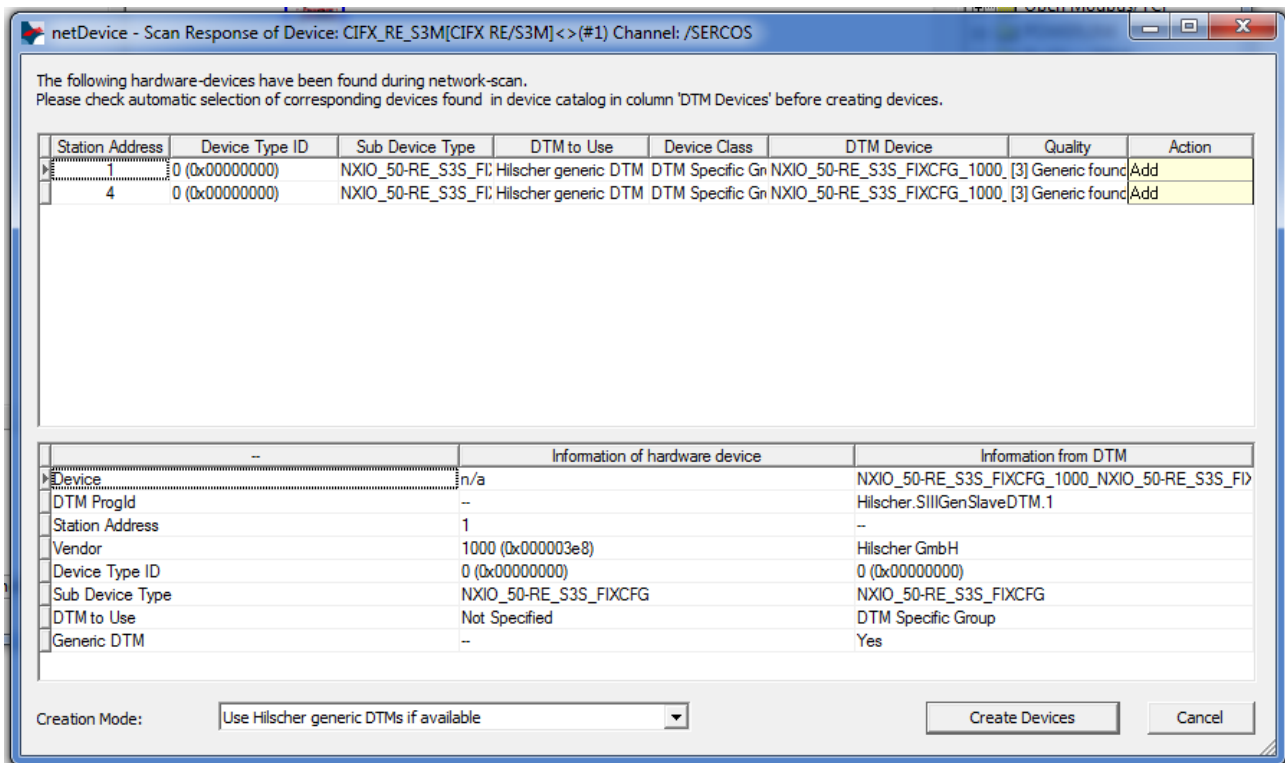 Open Modbus/TCP
netDevice - Scan Response of Device: CIFX_RE_S3M[CIFX RE/S3M]<>(#1) Channel: /SERCOS
The following hardware-devices have been found during network-scan.
Please check automatic selection of corresponding devices found in device catalog in column 'DTM Devices' before creating devices.
Station Address Device Type ID Sub Device Type DTM to Use Device Class DTM Device Quality Action
1 0 (0x00000000) NXIO_50-RE_S3S_FI Hilscher generic DTM DTM Specific Gr NXIO_50-RE_S3S_FIXCFG_1000_ [3] Generic found Add
4 0 (0x00000000) NXIO_50-RE_S3S_FI Hilscher generic DTM DTM Specific Gr NXIO_50-RE_S3S_FIXCFG_1000_ [3] Generic found Add
-- Information of hardware device Information from DTM
Device n/a NXIO_50-RE_S3S_FIXCFG_1000_NXIO_50-RE_S3S_FIX
DTM ProgId -- Hilscher.SIIIGenSlaveDTM.1
Station Address 1 --
Vendor 1000 (0x000003e8) Hilscher GmbH
Device Type ID 0 (0x00000000) 0 (0x00000000)
Sub Device Type NXIO_50-RE_S3S_FIXCFG NXIO_50-RE_S3S_FIXCFG
DTM to Use Not Specified DTM Specific Group
Generic DTM -- Yes
Creation Mode: Use Hilscher generic DTMs if available Create Devices Cancel